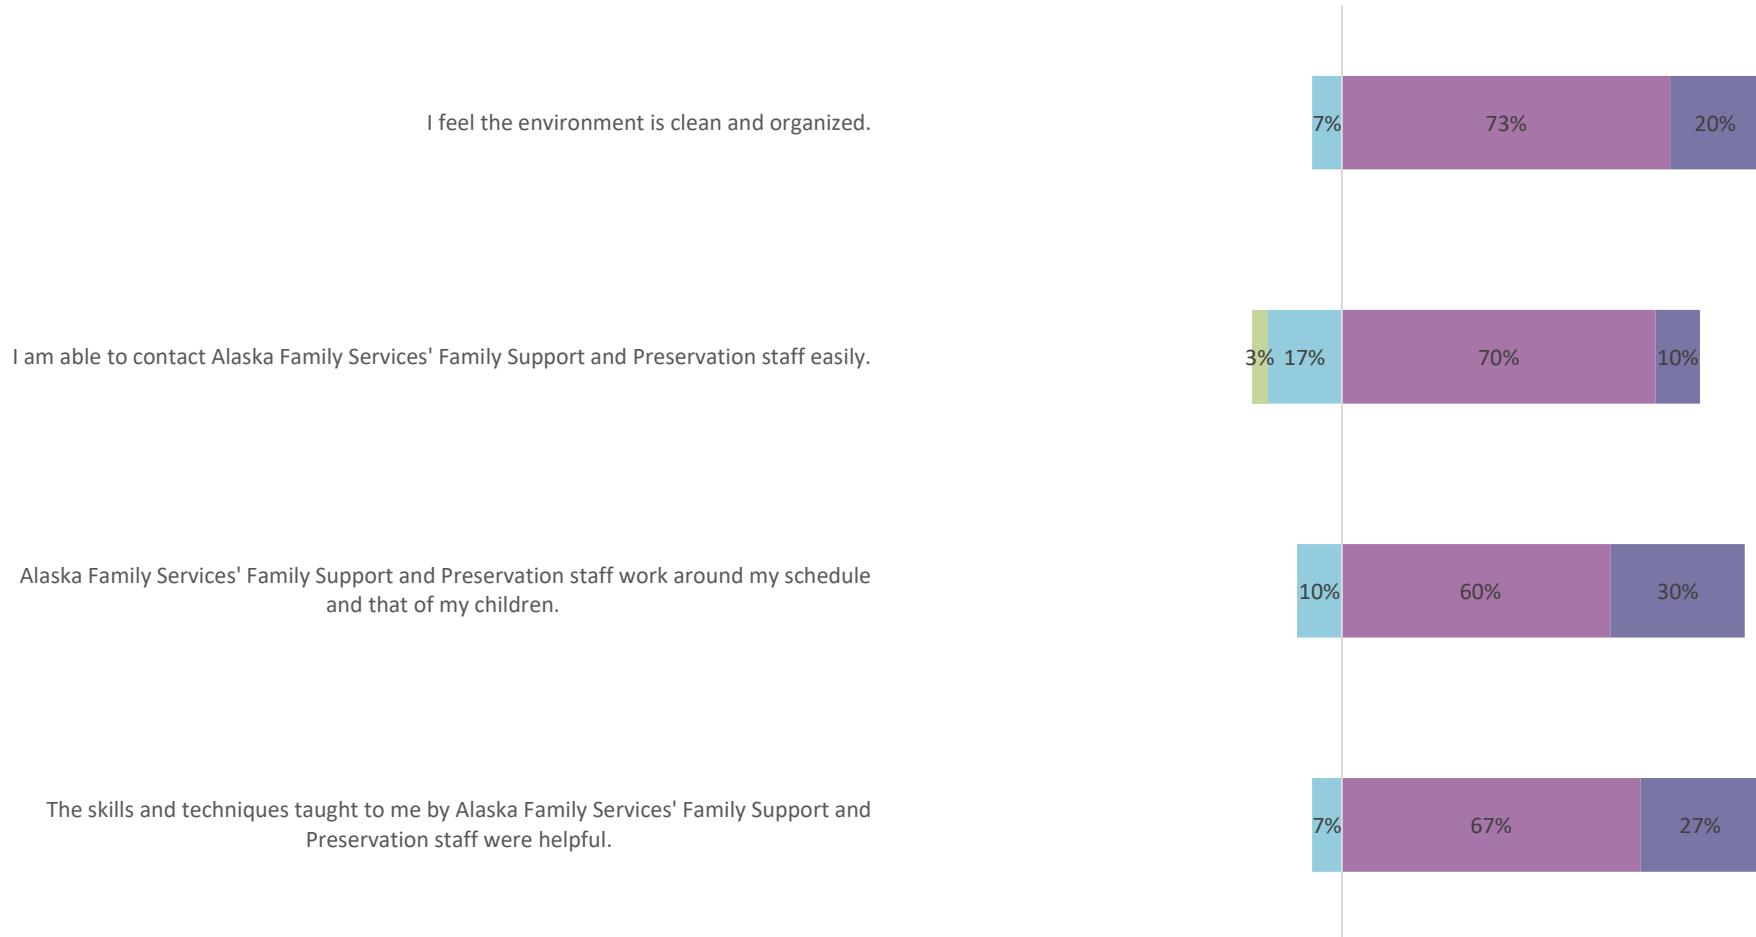 I feel the environment is clean and organized.
7% 73% 20%
I am able to contact Alaska Family Services' Family Support and Preservation staff easily.
3% 17% 70% 10%
Alaska Family Services' Family Support and Preservation staff work around my schedule
and that of my children.
10% 60% 30%
The skills and techniques taught to me by Alaska Family Services' Family Support and
Preservation staff were helpful.
7% 67% 27%